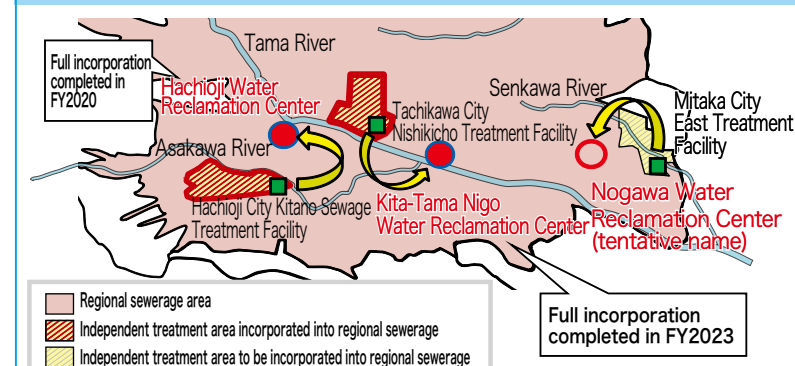 Tama River
Full incorporation
completed in
FY2020
Hachioji Water
Reclamation Center
Senkawa River
Mitaka City
East Treatment
Facility
Tachikawa City
Nishikicho Treatment Facility
Asakawa River
Hachioji City Kitano Sewage
Treatment Facility
Kita-Tama Nigo
Water Reclamation Center
Nogawa Water
Reclamation Center
(tentative name)
Full incorporation
completed in FY2023
Regional sewerage area
Independent treatment area incorporated into regional sewerage
Independent treatment area to be incorporated into regional sewerage